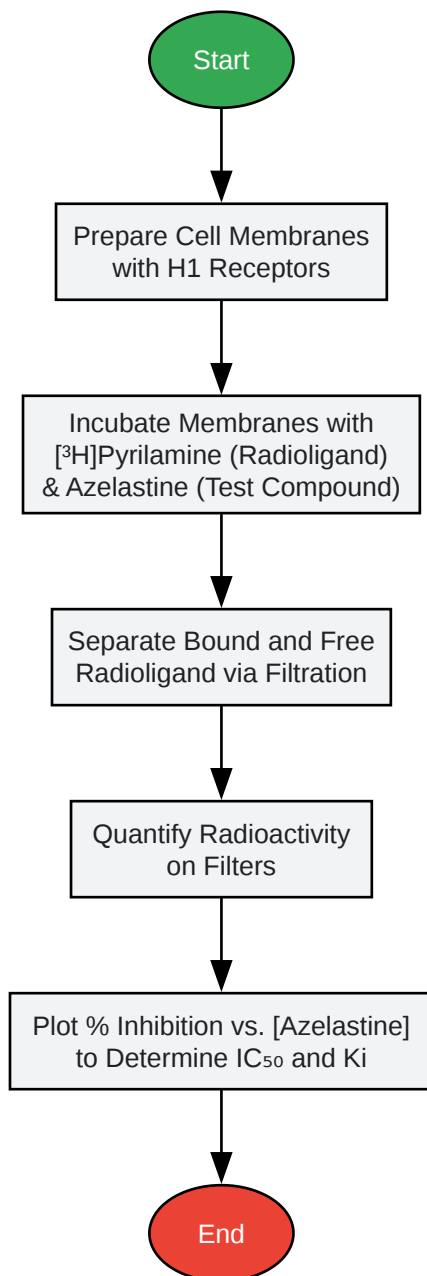 Start
Prepare Cell Membranes
with H1 Receptors
Incubate Membranes with
[³H]Pyrilamine (Radioligand)
& Azelastine (Test Compound)
Separate Bound and Free
Radioligand via Filtration
Quantify Radioactivity
on Filters
Plot % Inhibition vs. [Azelastine]
to Determine IC₅₀ and Ki
End